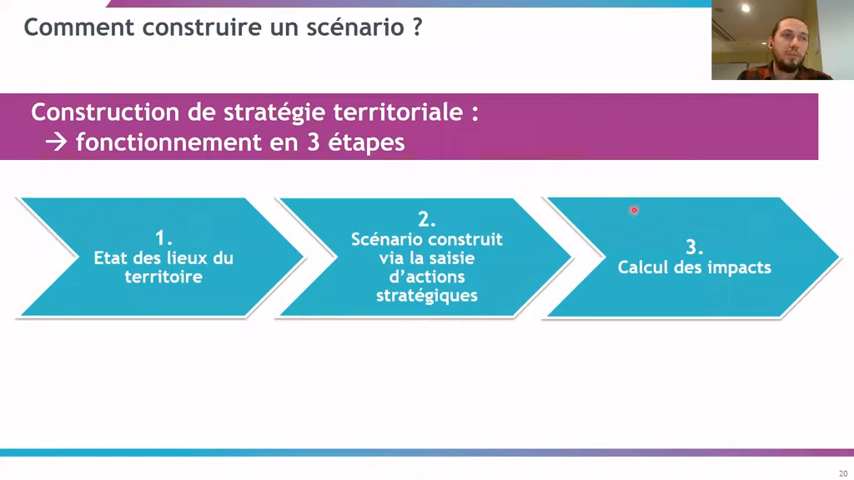 Comment construire un scénario ?
Construction de stratégie territoriale :
→ fonctionnement en 3 étapes
1.
Etat des lieux du
territoire
2.
Scénario construit
via la saisie
d'actions
stratégiques
3.
Calcul des impacts
20